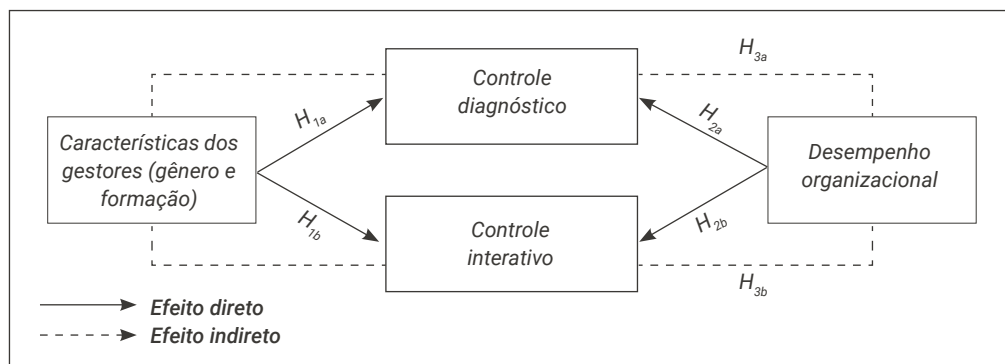 H3a
Controle
diagnóstico
H1a
H2a
Características dos
gestores (gênero e
formação)
Desempenho
organizacional
H1b
H2b
Controle
interativo
H3b
Efeito direto
Efeito indireto